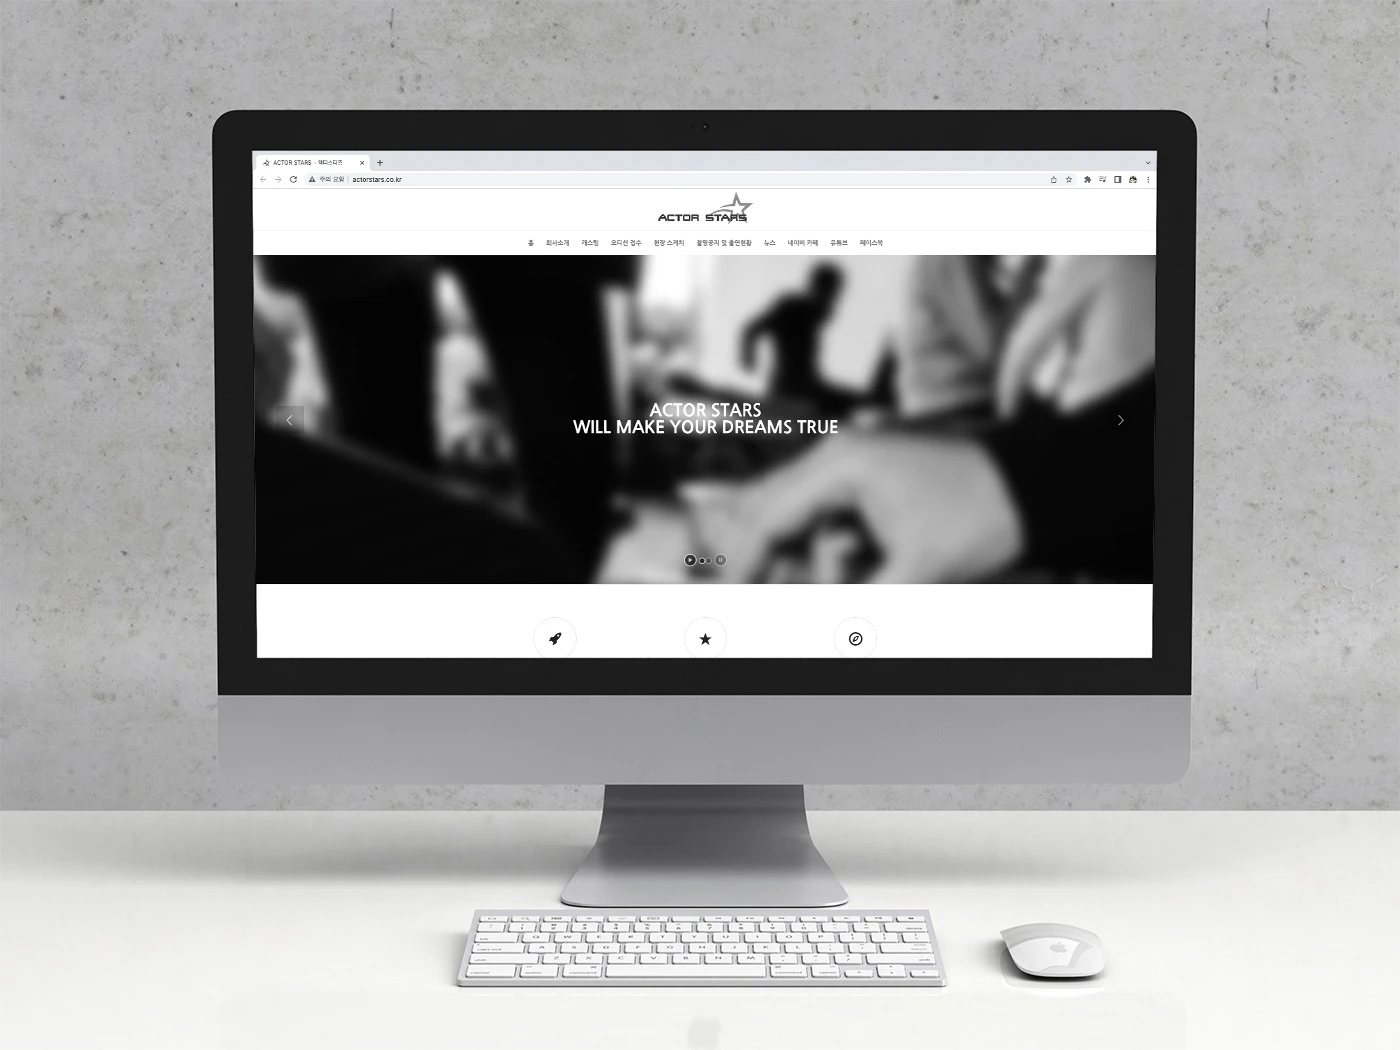 ACTOR STARS - 액터스타즈
주의 요함 | actorstars.co.kr
ACTOR STARS
홈 회사소개 캐스팅 오디션 접수 현장 스케치 촬영공지 및 출연현황 뉴스 네이버 카페 유튜브 페이스북
ACTOR STARS
WILL MAKE YOUR DREAMS TRUE